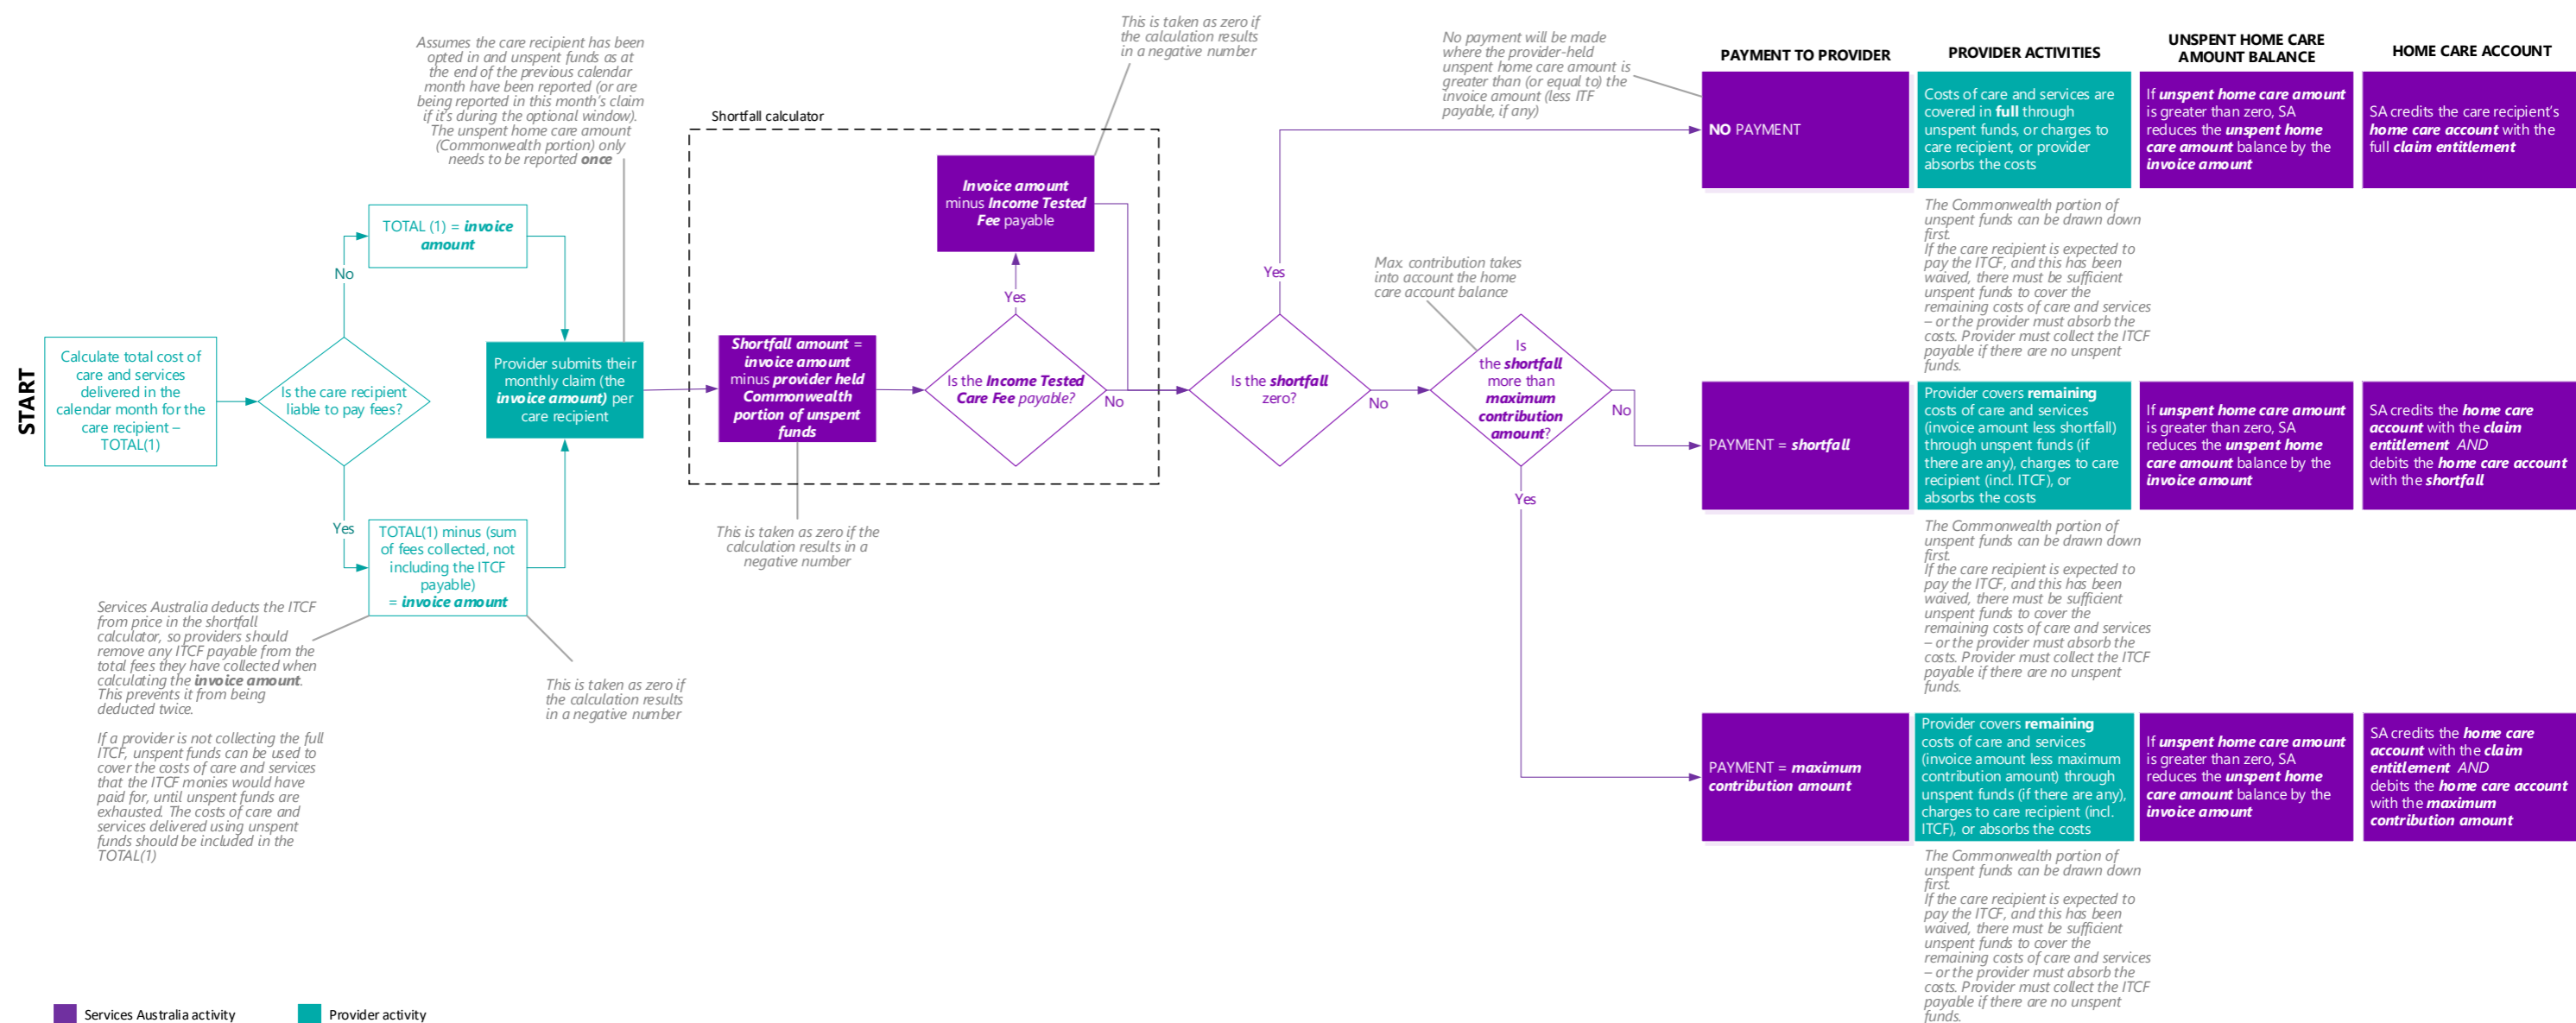 This is taken as zero if
the calculation results
in a negative number
Assumes the care recipient has been
opted in and unspent funds as at
the end of the previous calendar
month have been reported (or are
being reported in this month's claim
if it's during the optional window).
The unspent home care amount
(Commonwealth portion) only
needs to be reported once
No payment will be made
where the provider-held
unspent home care amount is
greater than (or equal to) the
invoice amount (less ITF
payable, if any)
PAYMENT TO PROVIDER
PROVIDER ACTIVITIES
UNSPENT HOME CARE
AMOUNT BALANCE
HOME CARE ACCOUNT
NO PAYMENT
Costs of care and services are
covered in full through
unspent funds, or charges to
care recipient, or provider
absorbs the costs
If unspent home care amount
is greater than zero, SA
reduces the unspent home
care amount balance by the
invoice amount
SA credits the care recipient's
home care account with the
full claim entitlement
The Commonwealth portion of
unspent funds can be drawn down
first.
If the care recipient is expected to
pay the ITCF, and this has been
waived, there must be sufficient
unspent funds to cover the
remaining costs of care and services
– or the provider must absorb the
costs. Provider must collect the ITCF
payable if there are no unspent
funds.
Shortfall calculator
Invoice amount
minus Income Tested
Fee payable
TOTAL (1) = invoice
amount
No
Yes
Yes
Max. contribution takes
into account the home
care account balance
START
Calculate total cost of
care and services
delivered in the
calendar month for the
care recipient –
TOTAL(1)
Is the care recipient
liable to pay fees?
Provider submits their
monthly claim (the
invoice amount) per
care recipient
Shortfall amount =
invoice amount
minus provider held
Commonwealth
portion of unspent
funds
Is the Income Tested
Care Fee payable?
No
Is the shortfall
zero?
No
Is
the shortfall
more than
maximum
contribution
amount?
No
PAYMENT = shortfall
Provider covers remaining
costs of care and services
(invoice amount less shortfall)
through unspent funds (if
there are any), charges to care
recipient (incl. ITCF), or
absorbs the costs
If unspent home care amount
is greater than zero, SA
reduces the unspent home
care amount balance by the
invoice amount
SA credits the home care
account with the claim
entitlement AND
debits the home care account
with the shortfall
Yes
Yes
TOTAL(1) minus (sum
of fees collected, not
including the ITCF
payable)
= invoice amount
This is taken as zero if the
calculation results in a
negative number
The Commonwealth portion of
unspent funds can be drawn down
first.
If the care recipient is expected to
pay the ITCF, and this has been
waived, there must be sufficient
unspent funds to cover the
remaining costs of care and services
– or the provider must absorb the
costs. Provider must collect the ITCF
payable if there are no unspent
funds.
Services Australia deducts the ITCF
from price in the shortfall
calculator, so providers should
remove any ITCF payable from the
total fees they have collected when
calculating the invoice amount.
This prevents it from being
deducted twice.
If a provider is not collecting the full
ITCF, unspent funds can be used to
cover the costs of care and services
that the ITCF monies would have
paid for, until unspent funds are
exhausted. The costs of care and
services delivered using unspent
funds should be included in the
TOTAL(1)
This is taken as zero if
the calculation results
in a negative number
PAYMENT = maximum
contribution amount
Provider covers remaining
costs of care and services
(invoice amount less maximum
contribution amount) through
unspent funds (if there are any),
charges to care recipient (incl.
ITCF), or absorbs the costs
If unspent home care amount
is greater than zero, SA
reduces the unspent home
care amount balance by the
invoice amount
SA credits the home care
account with the claim
entitlement AND
debits the home care account
with the maximum
contribution amount
The Commonwealth portion of
unspent funds can be drawn down
first.
If the care recipient is expected to
pay the ITCF, and this has been
waived, there must be sufficient
unspent funds to cover the
remaining costs of care and services
– or the provider must absorb the
costs. Provider must collect the ITCF
payable if there are no unspent
funds.
Services Australia activity
Provider activity